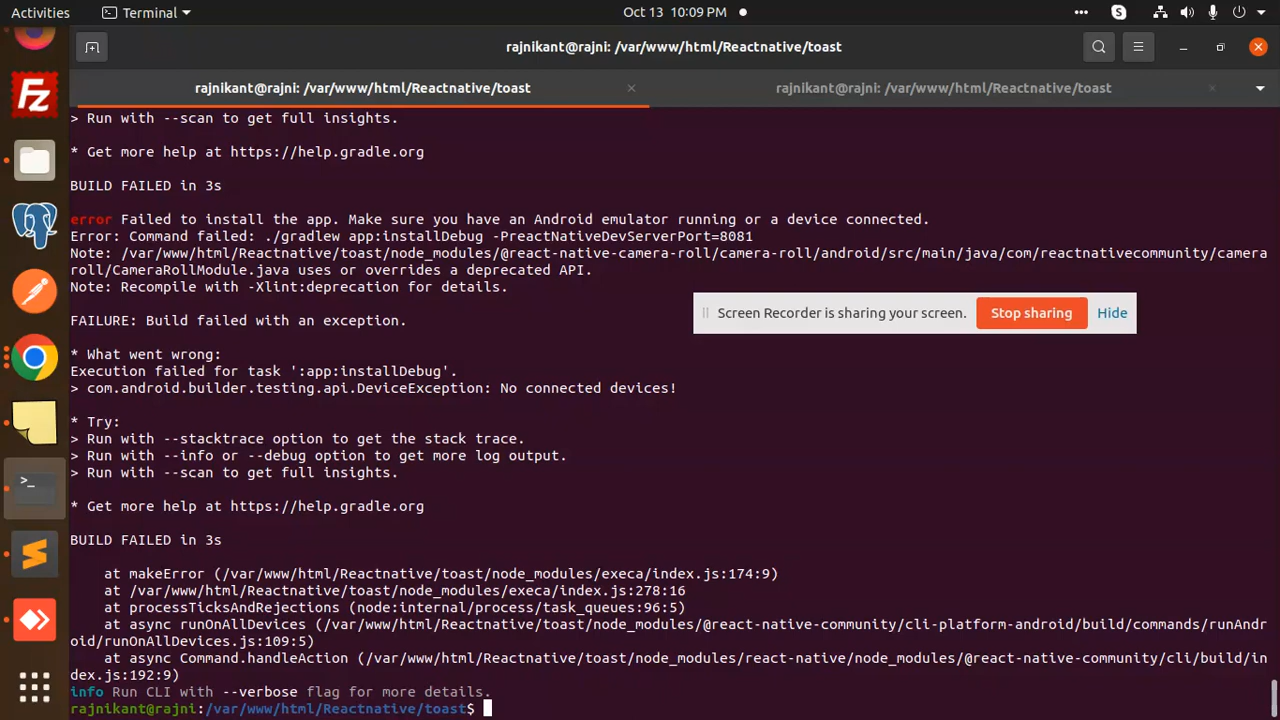 Activities
Terminal
Oct 13 10:09 PM
rajnikant@rajni: /var/www/html/Reactnative/toast
rajnikant@rajni: /var/www/html/Reactnative/toast
rajnikant@rajni: /var/www/html/Reactnative/toast
> Run with --scan to get full insights.
* Get more help at https://help.gradle.org
BUILD FAILED in 3s
error Failed to install the app. Make sure you have an Android emulator running or a device connected.
Error: Command failed: ./gradlew app:installDebug -PreactNativeDevServerPort=8081
Note: /var/www/html/Reactnative/toast/node_modules/@react-native-camera-roll/camera-roll/android/src/main/java/com/reactnativecommunity/camera
roll/CameraRollModule.java uses or overrides a deprecated API.
Note: Recompile with -Xlint:deprecation for details.
Screen Recorder is sharing your screen.
Stop sharing
Hide
FAILURE: Build failed with an exception.
* What went wrong:
Execution failed for task ':app:installDebug'.
> com.android.builder.testing.api.DeviceException: No connected devices!
* Try:
> Run with --stacktrace option to get the stack trace.
> Run with --info or --debug option to get more log output.
> Run with --scan to get full insights.
* Get more help at https://help.gradle.org
BUILD FAILED in 3s
at makeError (/var/www/html/Reactnative/toast/node_modules/execa/index.js:174:9)
at /var/www/html/Reactnative/toast/node_modules/execa/index.js:278:16
at processTicksAndRejections (node:internal/process/task_queues:96:5)
at async runOnAllDevices (/var/www/html/Reactnative/toast/node_modules/@react-native-community/cli-platform-android/build/commands/runAndr
oid/runOnAllDevices.js:109:5)
at async Command.handleAction (/var/www/html/Reactnative/toast/node_modules/react-native/node_modules/@react-native-community/cli/build/in
dex.js:192:9)
info Run CLI with --verbose flag for more details.
rajnikant@rajni:/var/www/html/Reactnative/toast$